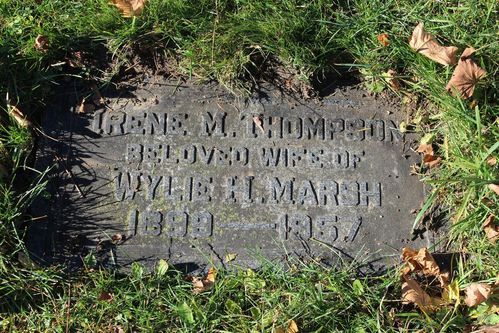 IRENE M. THOMPSON
BELOVED WIFE OF
WYLIE H. MARSH
1899 — 1957